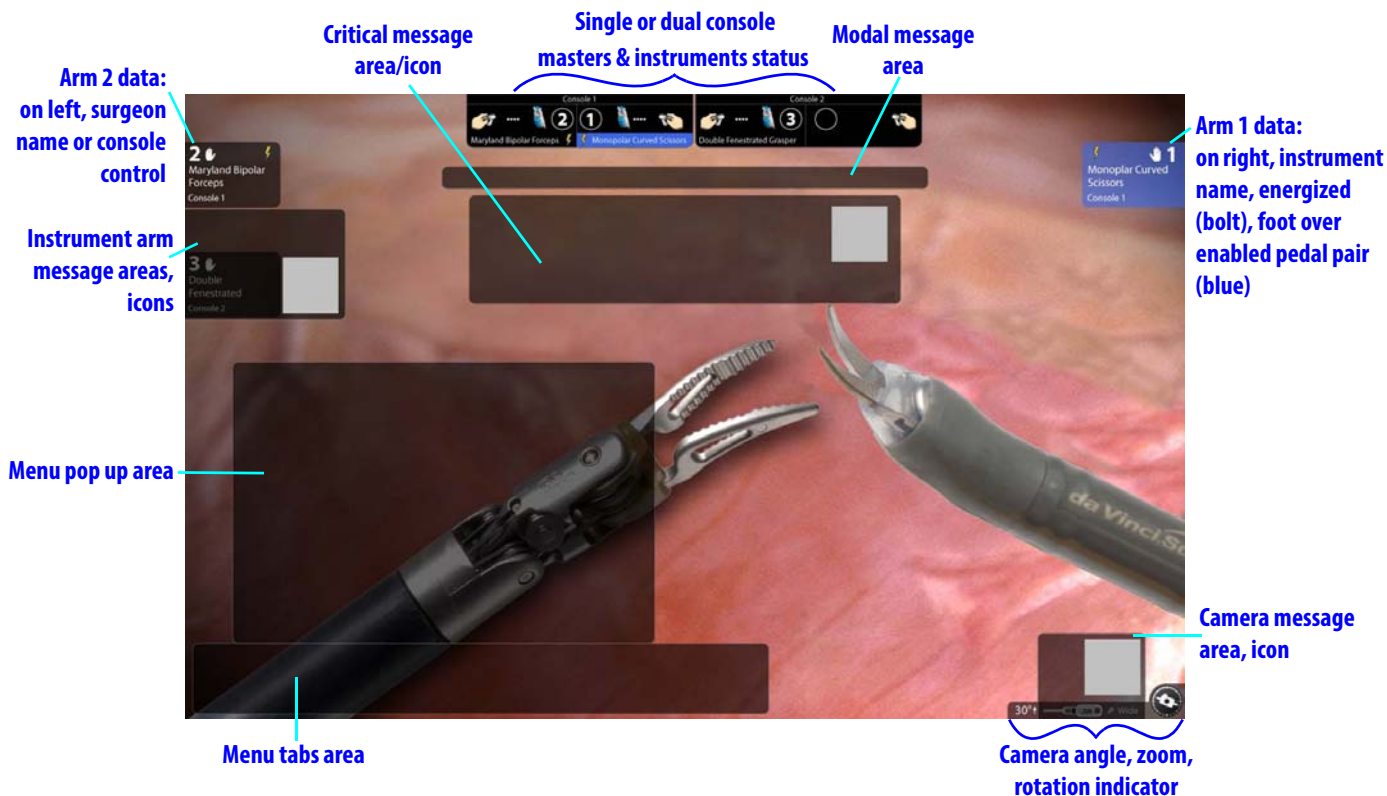 Single or dual console
masters & instruments status
Critical message
area/icon
Modal message
area
Arm 2 data:
on left, surgeon
name or console
control
Console 1
Console 2
2 1
3
Maryland Bipolar Forceps
Monopolar Curved Scissors
Double Fenestrated Grasper
2
Maryland Bipolar
Forceps
Console 1
1
Monoplar Curved
Scissors
Console 1
Arm 1 data:
on right, instrument
name, energized
(bolt), foot over
enabled pedal pair
(blue)
Instrument arm
message areas,
icons
3
Double
Fenestrated
Console 2
Menu pop up area
da Vinci.S
Camera message
area, icon
30°
Wide
Menu tabs area
Camera angle, zoom,
rotation indicator